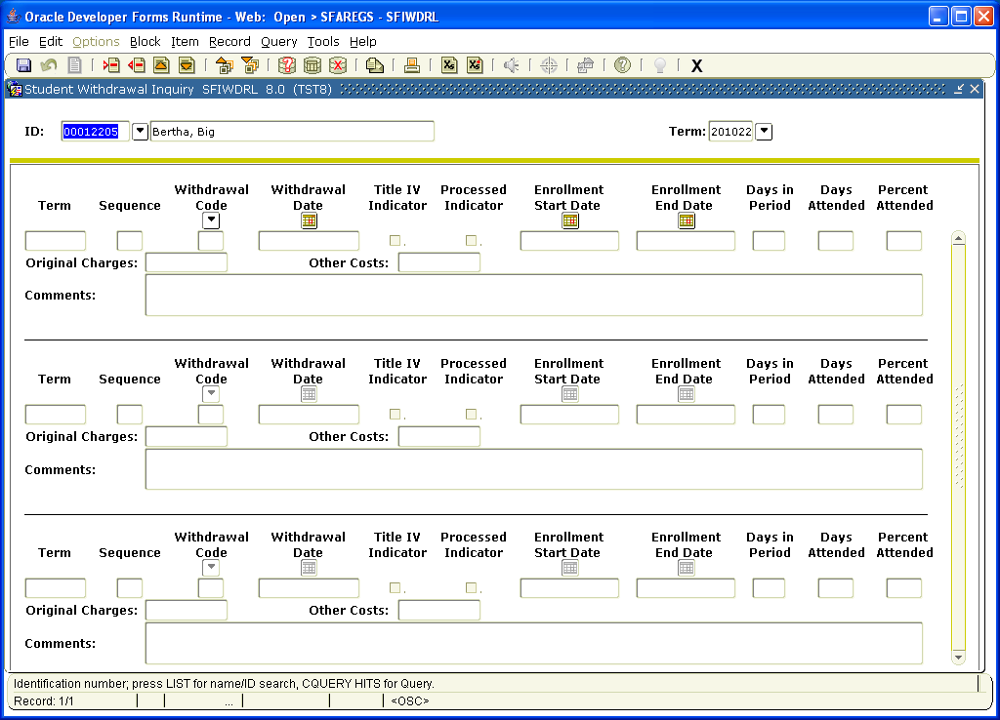 Oracle Developer Forms Runtime - Web: Open > SFAREGS - SFIWDRL
File Edit Options Block Item Record Query Tools Help
X
Student Withdrawal Inquiry SFIWDRL 8.0 (TST8)
ID: 00012205 Bertha, Big Term: 201022
Withdrawal Withdrawal Title IV Processed Enrollment Enrollment Days in Days Percent
Term Sequence Code Date Indicator Indicator Start Date End Date Period Attended Attended
Original Charges: Other Costs:
Comments:
Withdrawal Withdrawal Title IV Processed Enrollment Enrollment Days in Days Percent
Term Sequence Code Date Indicator Indicator Start Date End Date Period Attended Attended
Original Charges: Other Costs:
Comments:
Withdrawal Withdrawal Title IV Processed Enrollment Enrollment Days in Days Percent
Term Sequence Code Date Indicator Indicator Start Date End Date Period Attended Attended
Original Charges: Other Costs:
Comments:
Identification number; press LIST for name/ID search, CQUERY HITS for Query.
Record: 1/1 ... <OSC>